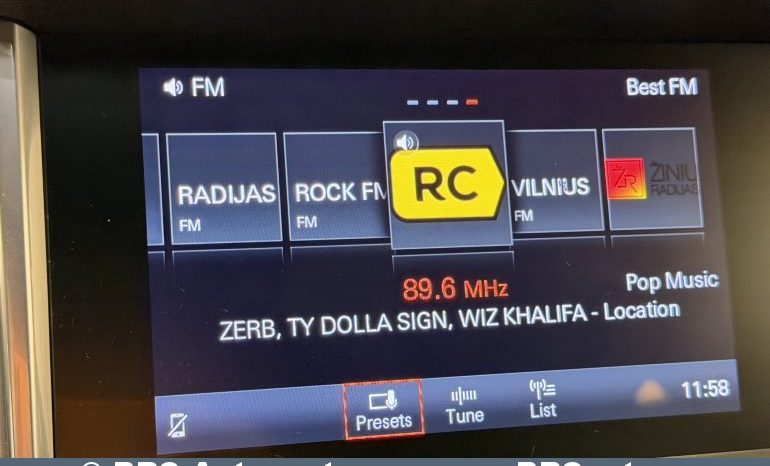 FM
Best FM
RADIJAS
FM
ROCK FM
FM
RC
VILNIUS
FM
ŽR
ŽINIŲ
RADIJAS
89.6 MHz
Pop Music
ZERB, TY DOLLA SIGN, WIZ KHALIFA - Location
Presets
Tune
List
11:58